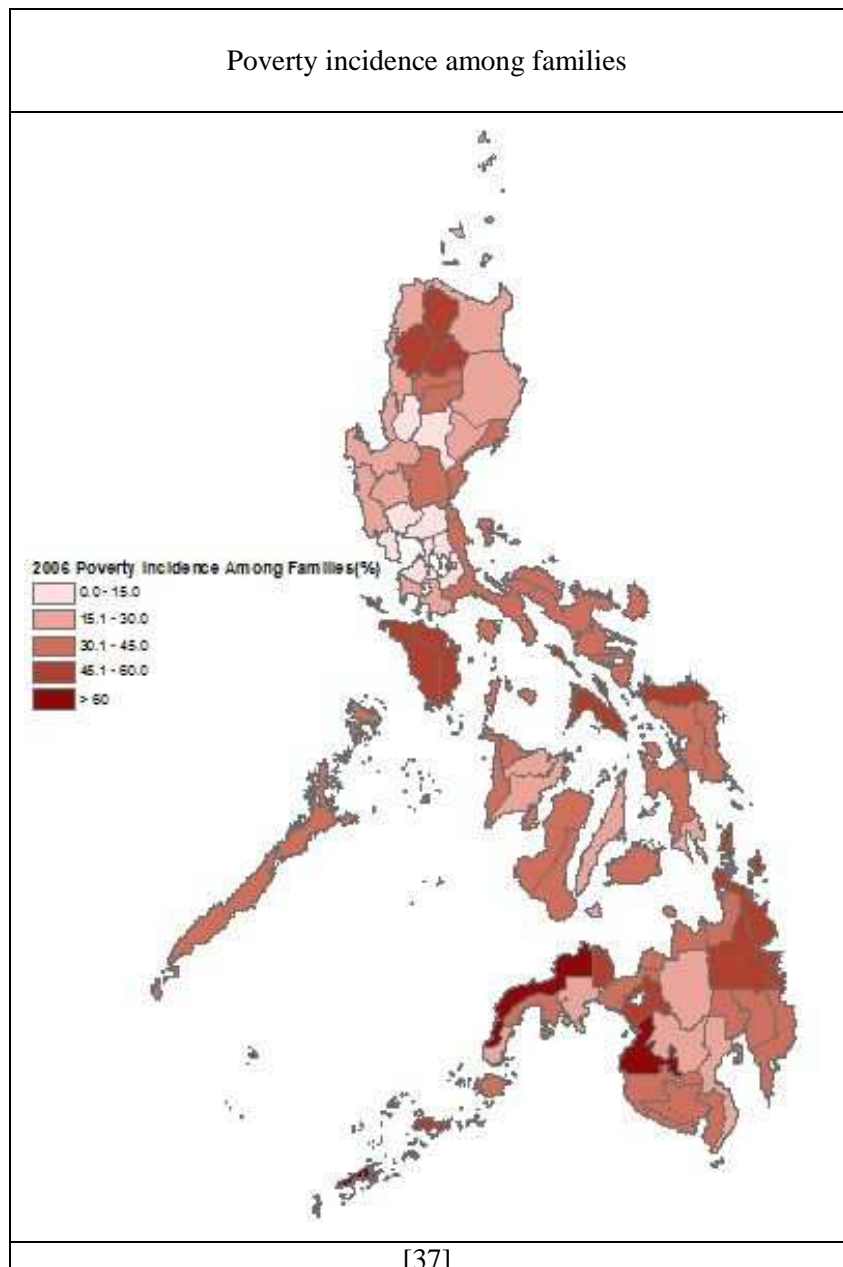 Poverty incidence among families
2006 Poverty Incidence Among Families(%)
0.0 - 15.0
15.1 - 30.0
30.1 - 45.0
45.1 - 60.0
> 60
[37]